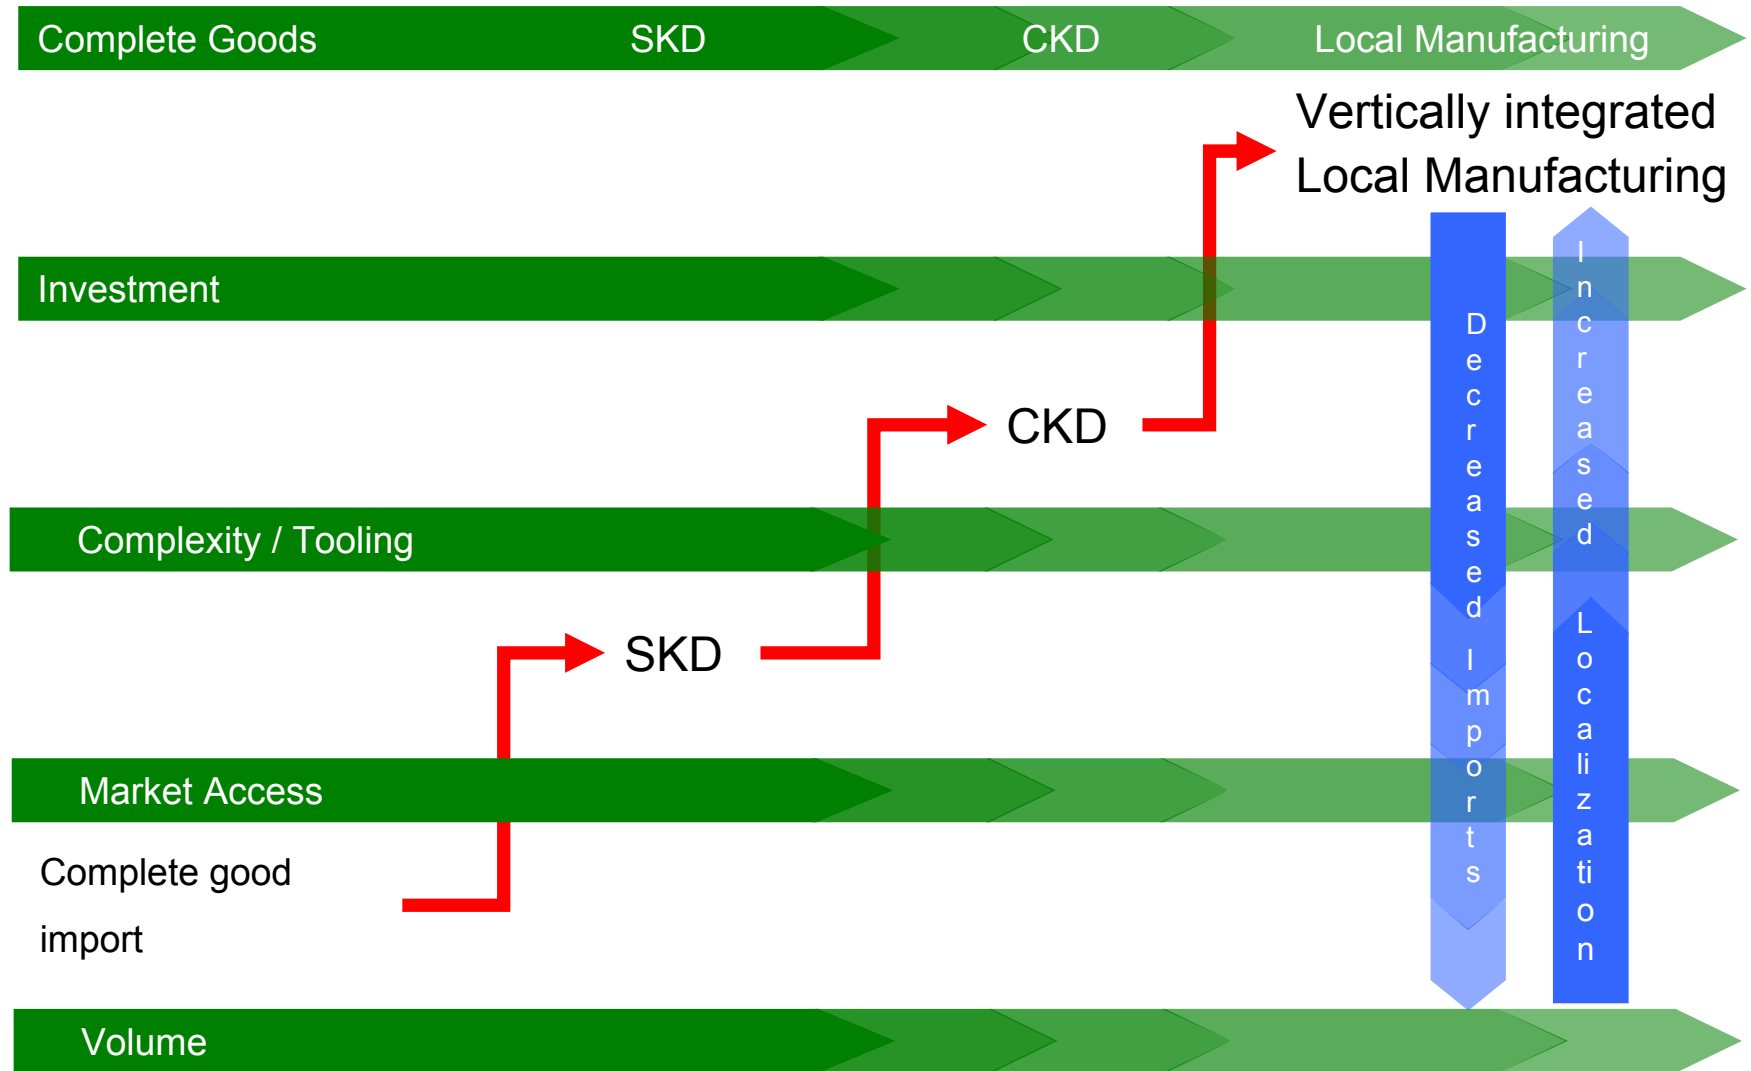 Complete Goods SKD CKD Local Manufacturing
Vertically integrated
Local Manufacturing
Investment
CKD
Complexity / Tooling
SKD
Market Access
Complete good
import
Volume
Decreased Imports
Increased Localization